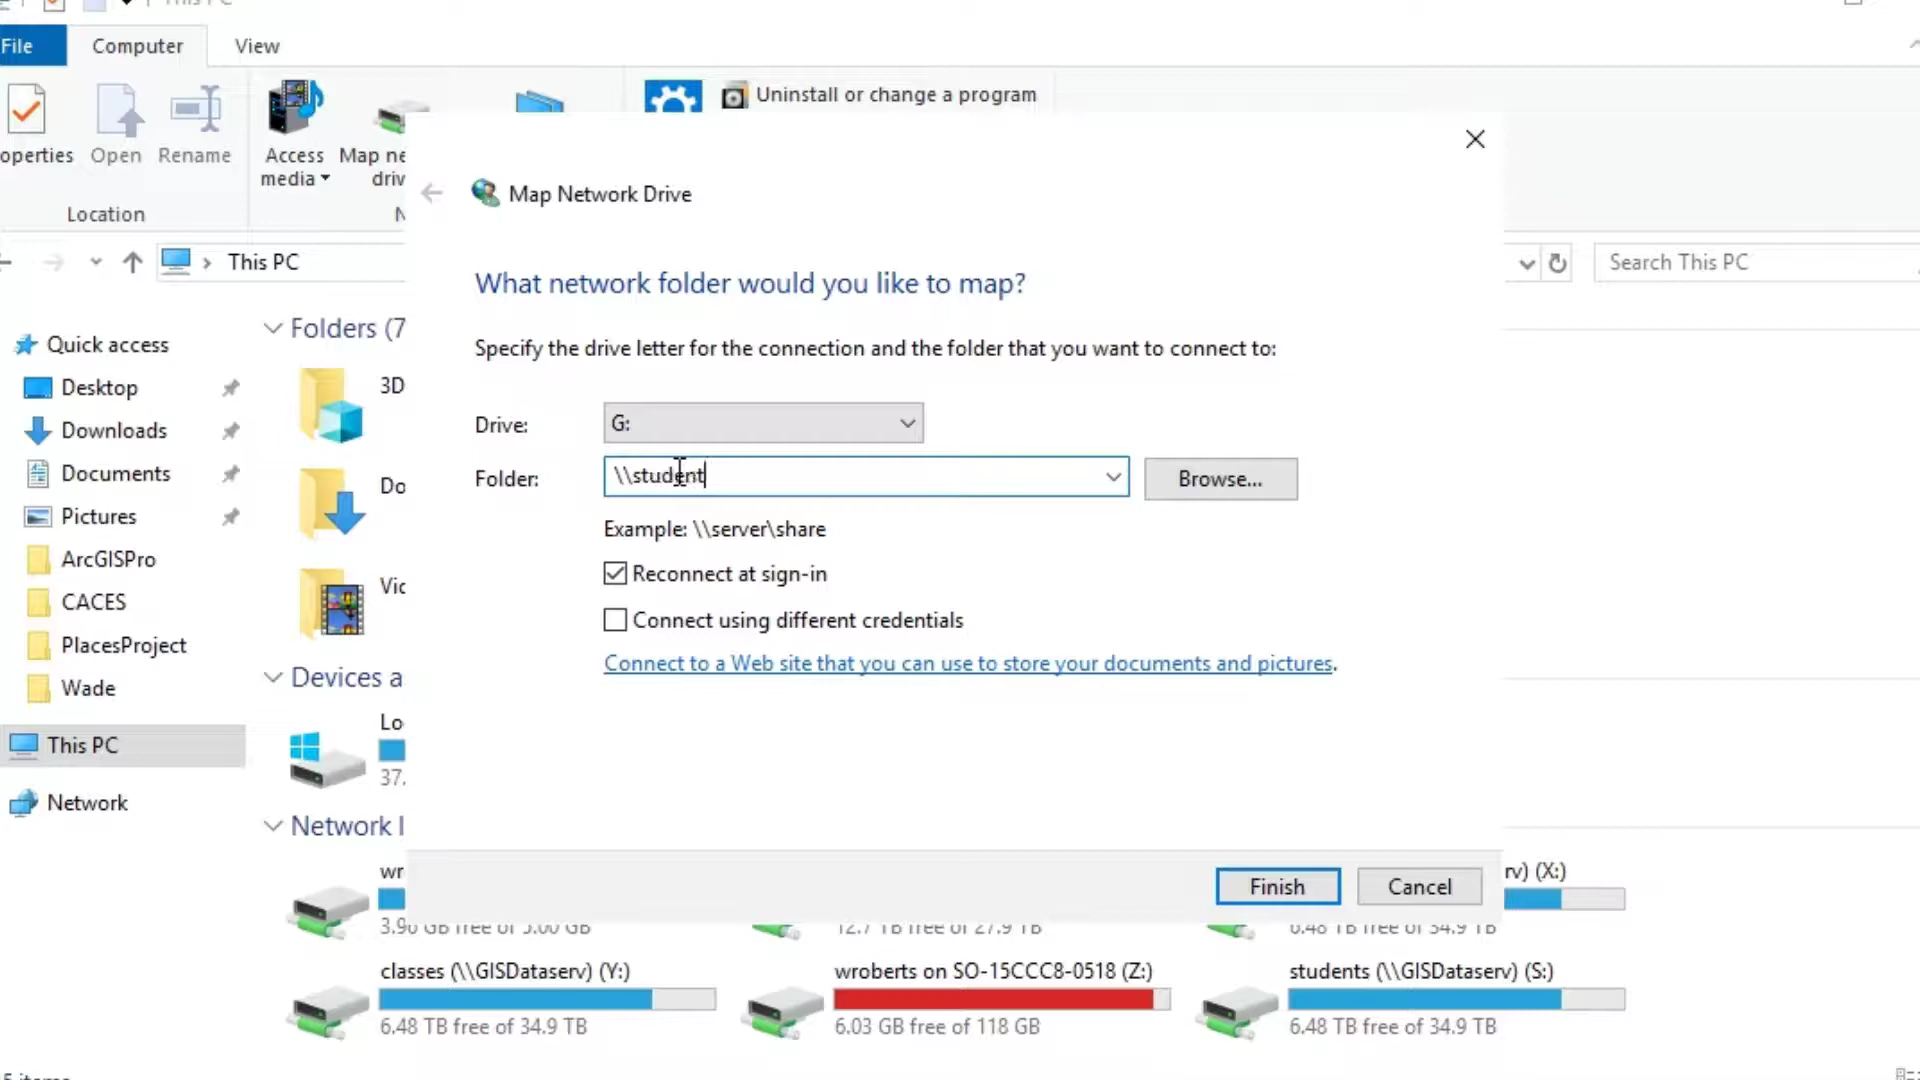 This PC
File
Computer
View
Uninstall or change a program
operties
Open
Rename
Access
media
Map ne
driv
Location
Map Network Drive
This PC
Search This PC
What network folder would you like to map?
Specify the drive letter for the connection and the folder that you want to connect to:
Drive:
G:
Folder:
\\student
Browse...
Example: \\server\share
Reconnect at sign-in
Connect using different credentials
Connect to a Web site that you can use to store your documents and pictures.
Finish
Cancel
Quick access
Desktop
Downloads
Documents
Pictures
ArcGISPro
CACES
PlacesProject
Wade
This PC
Network
Folders (7
3D
Do
Vic
Devices a
Lo
37.
Network l
wr
3.96 GB free of 5.00 GB
12.7 TB free of 27.9 TB
rv) (X:)
6.48 TB free of 34.9 TB
classes (\\GISDataserv) (Y:)
6.48 TB free of 34.9 TB
wroberts on SO-15CCC8-0518 (Z:)
6.03 GB free of 118 GB
students (\\GISDataserv) (S:)
6.48 TB free of 34.9 TB
5 items